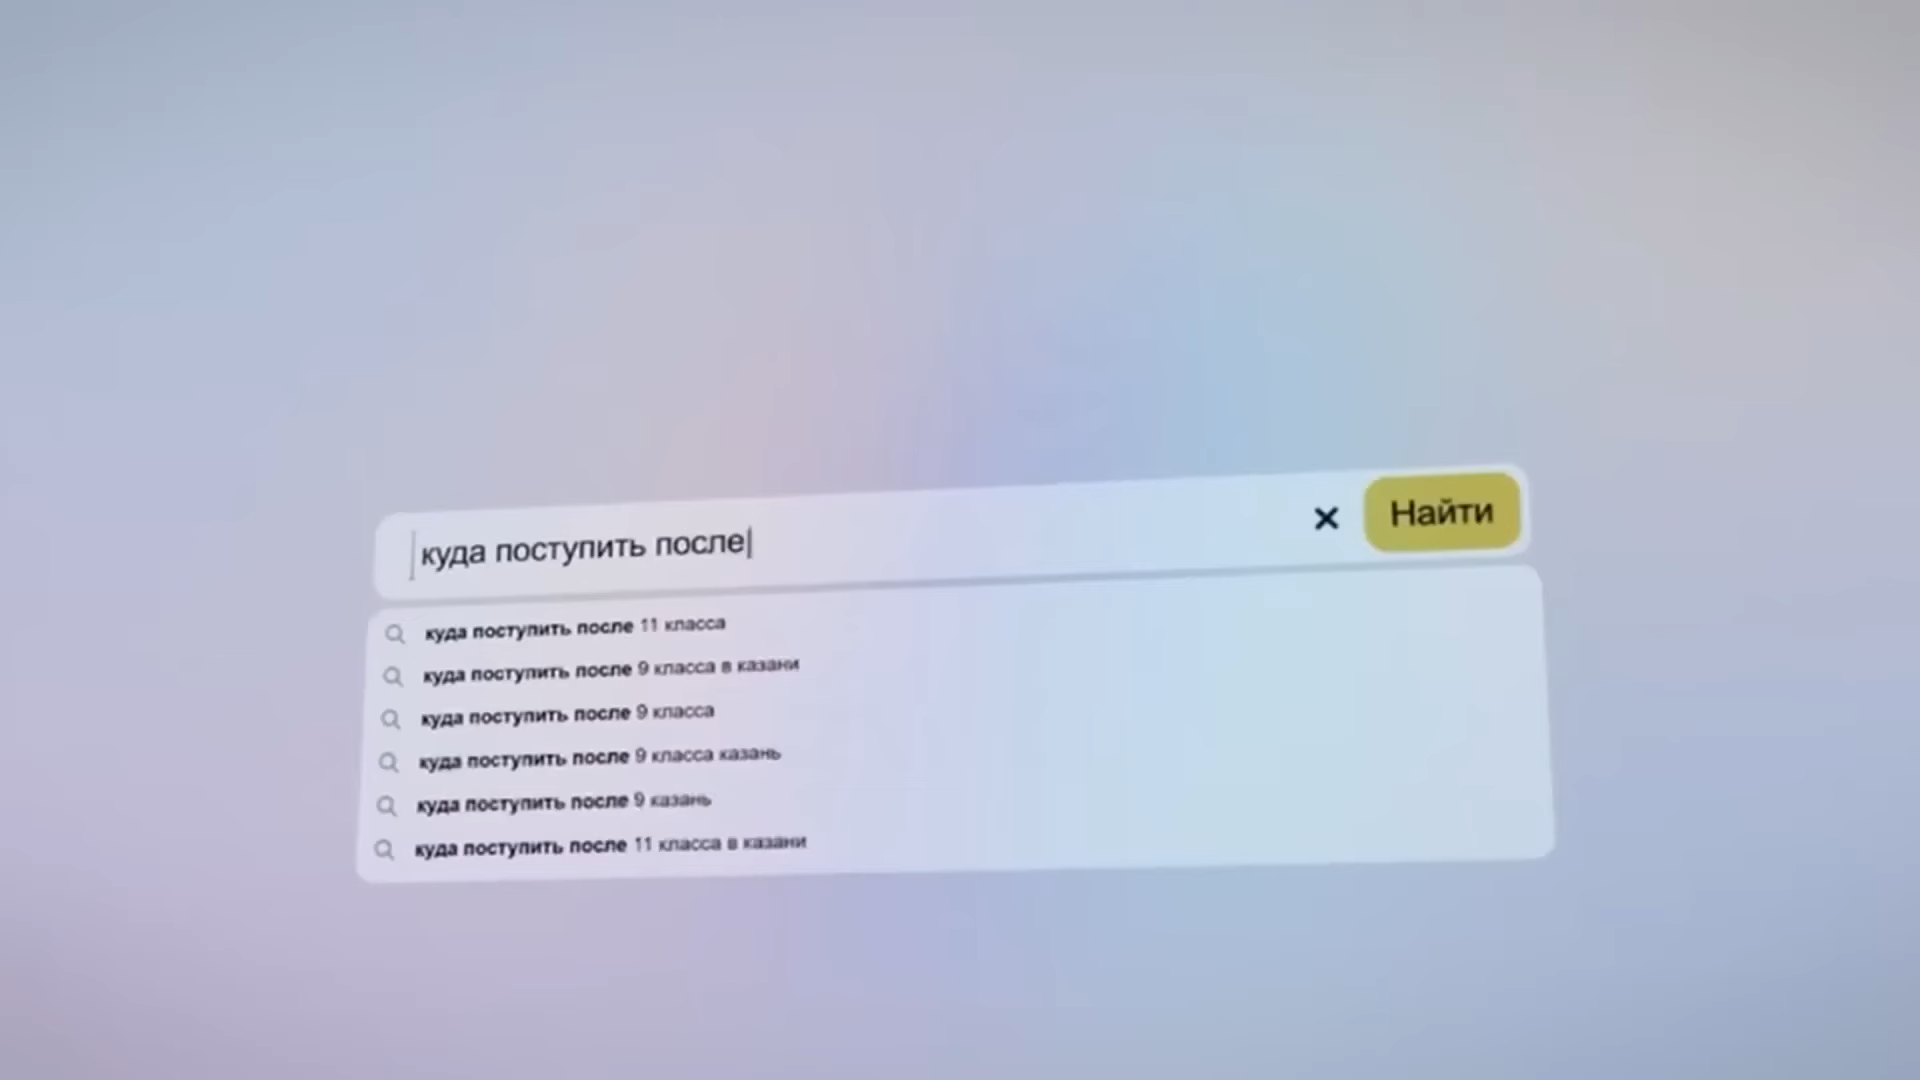 куда поступить после
Найти
куда поступить после 11 класса
куда поступить после 9 класса в казани
куда поступить после 9 класса
куда поступить после 9 класса казань
куда поступить после 9 казань
куда поступить после 11 класса в казани